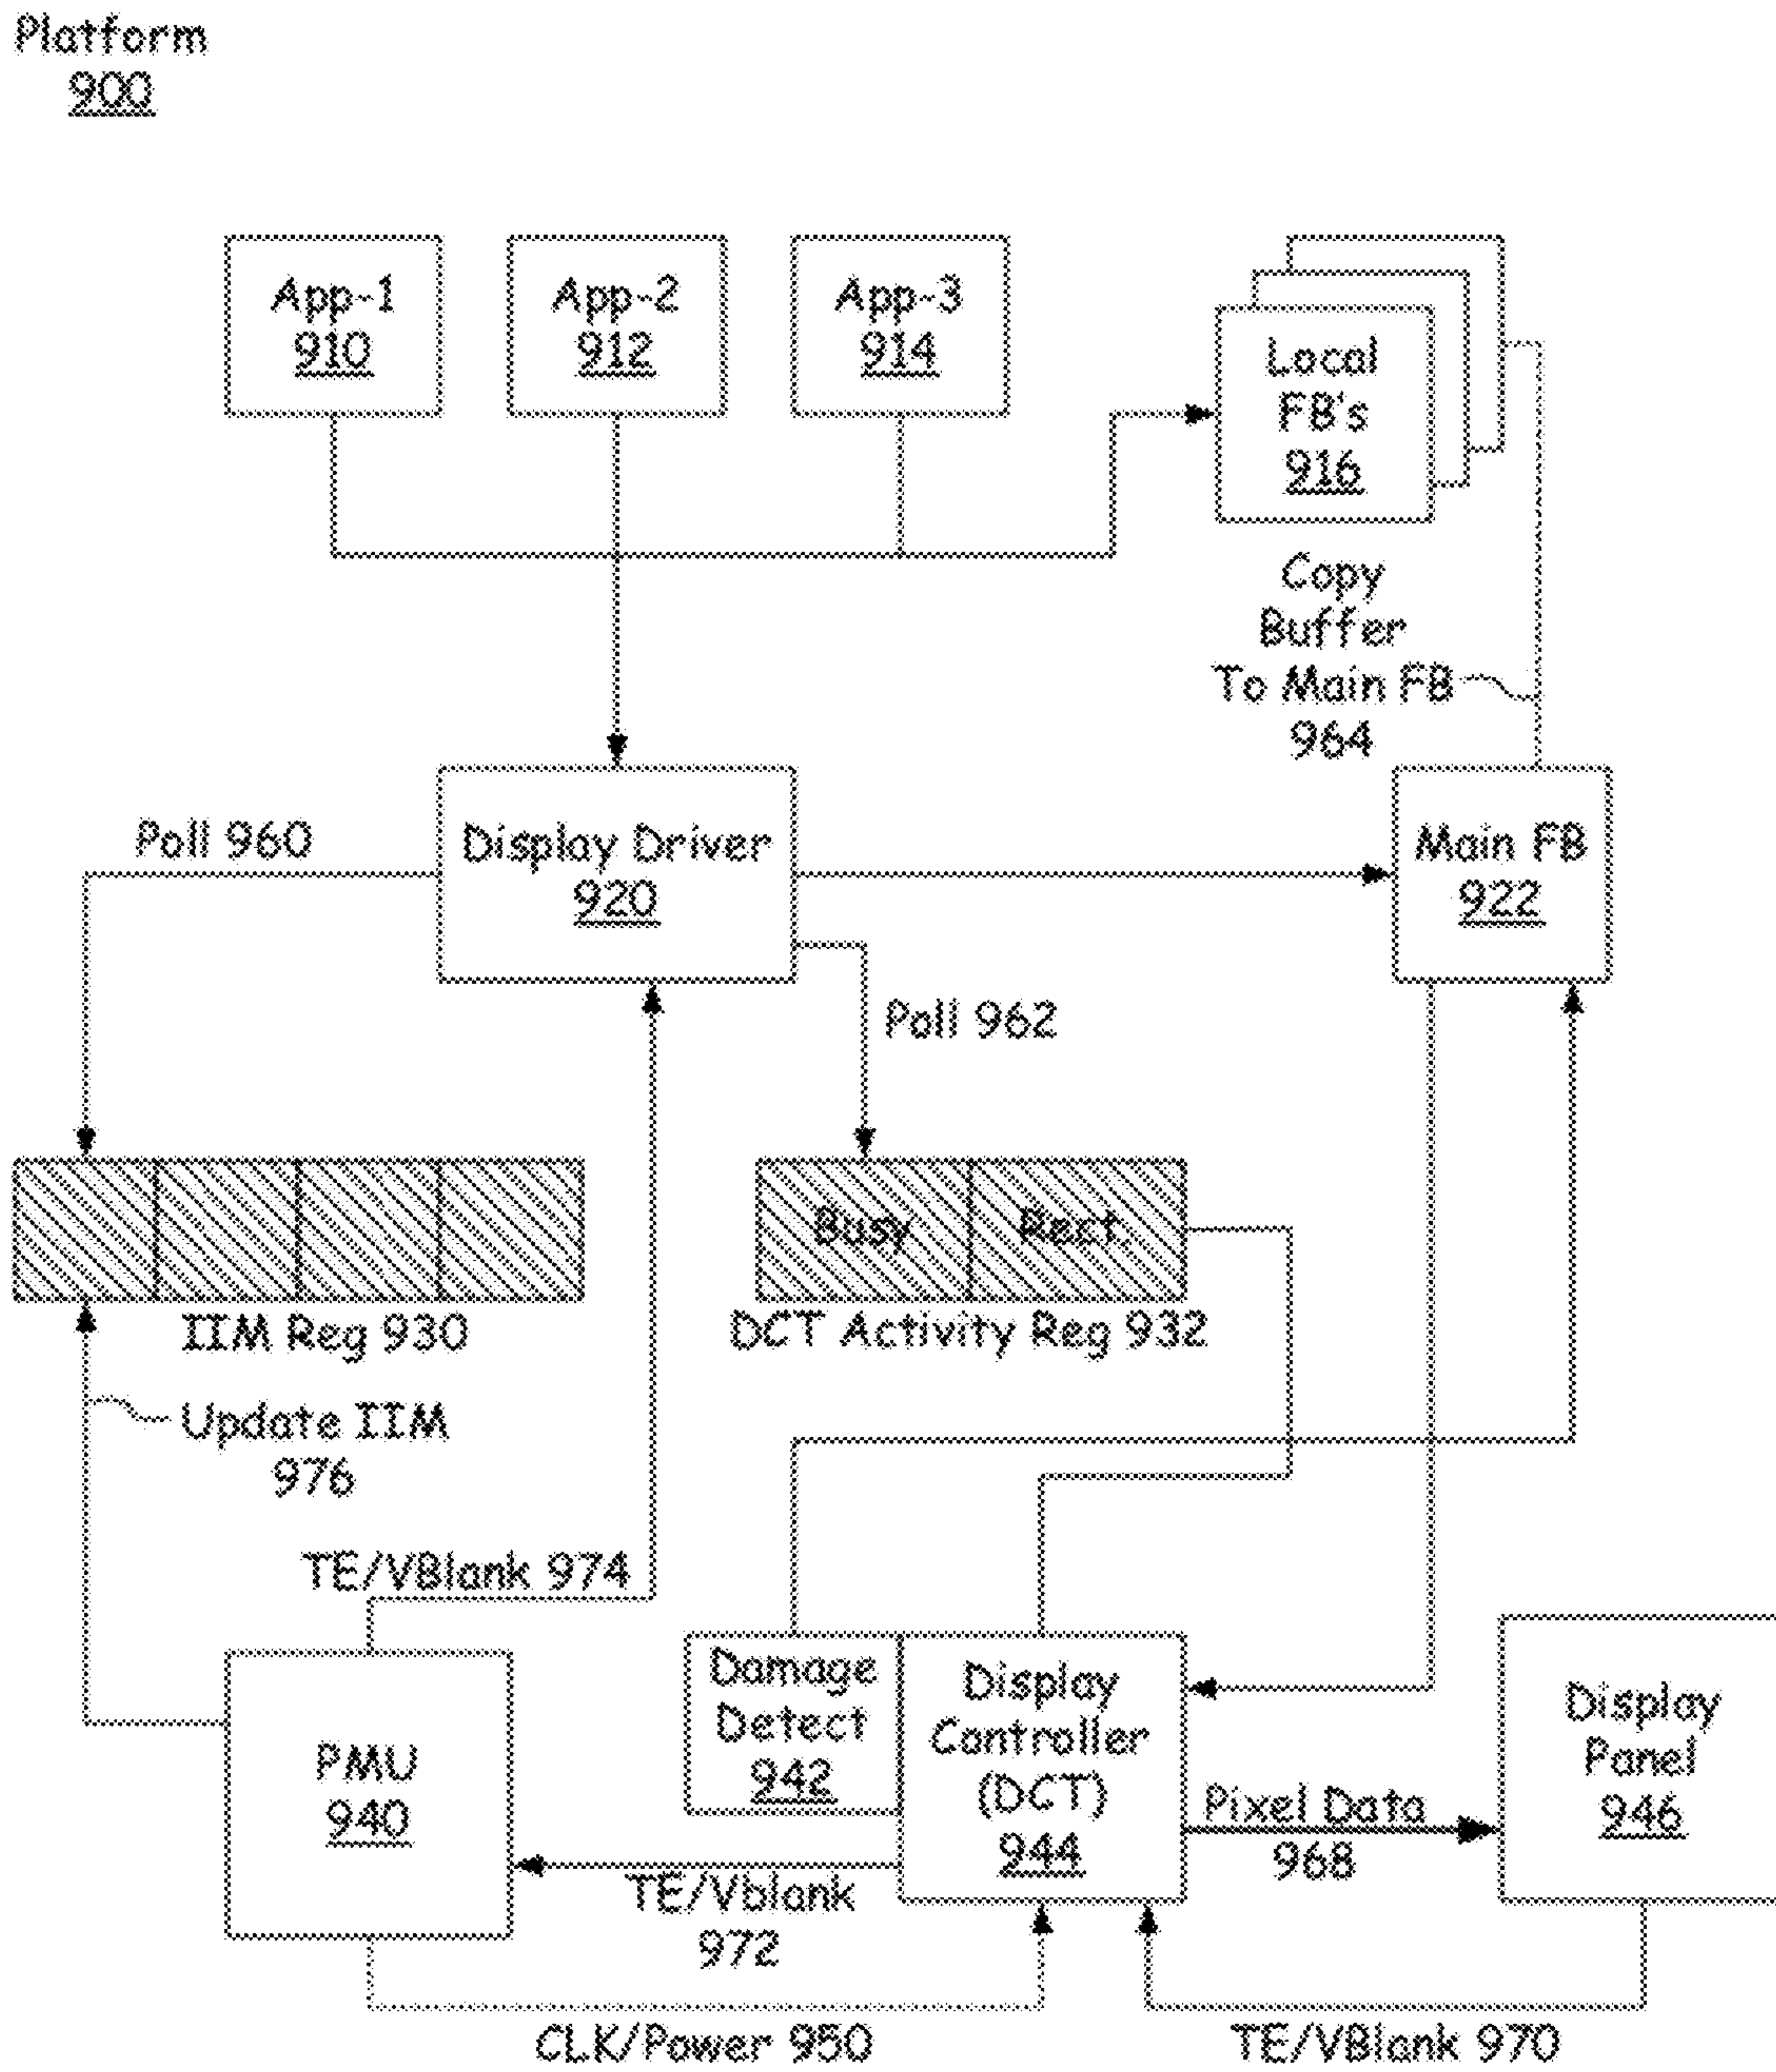 Platform
900
App-1
910
App-2
912
App-3
914
Local
FB's
916
Copy
Buffer
To Main FB
964
Poll 960
Display Driver
920
Main FB
922
Poll 962
Busy
Rect.
IIM Reg 930
DCT Activity Reg 932
Update IIM
976
TE/VBlank 974
Damage
Detect
942
Display
Controller
(DCT)
944
Display
Panel
946
PMU
940
Pixel Data
968
TE/Vblank
972
CLK/Power 950
TE/VBlank 970